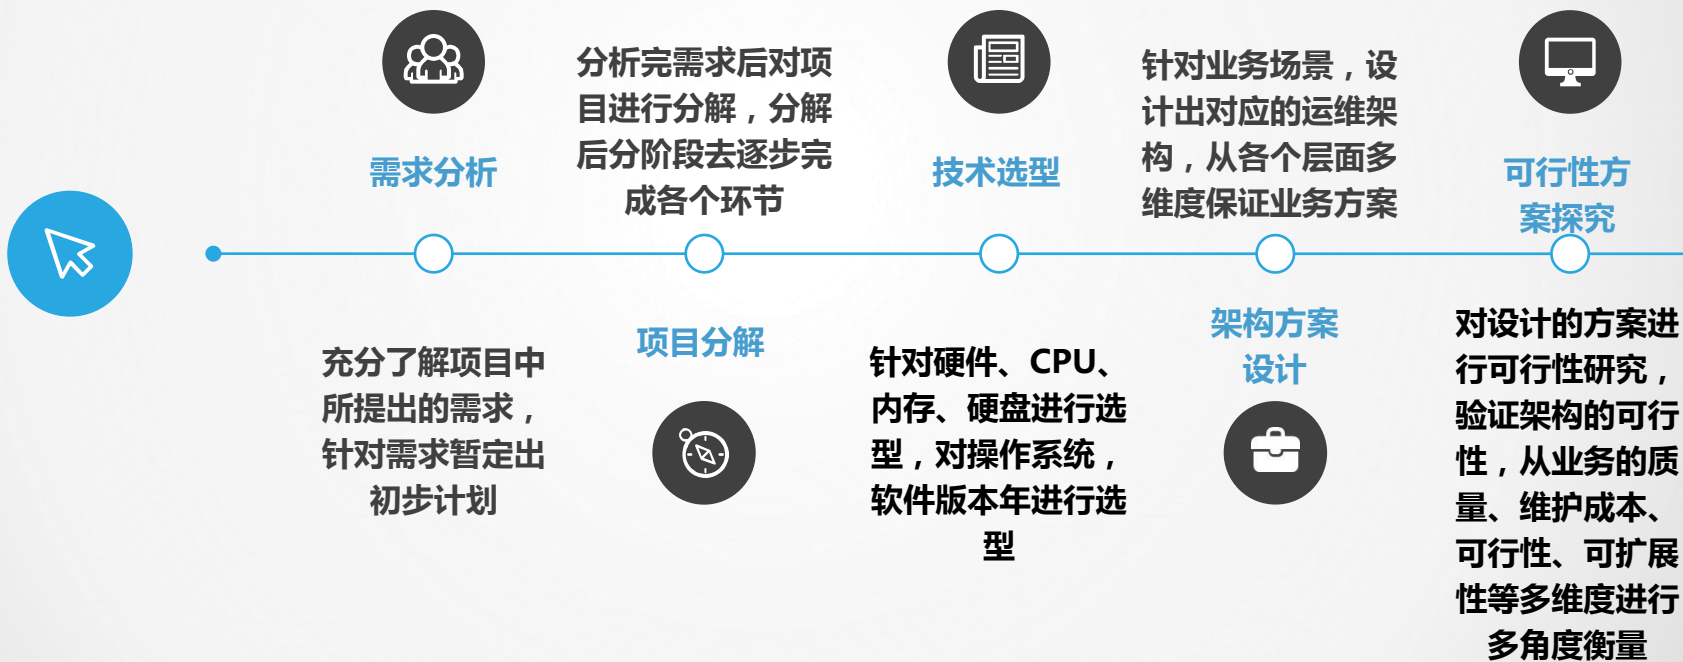 需求分析
充分了解项目中
所提出的需求，
针对需求暂定出
初步计划
分析完需求后对项
目进行分解，分解
后分阶段去逐步完
成各个环节
项目分解
技术选型
针对硬件、CPU、
内存、硬盘进行选
型，对操作系统，
软件版本年进行选
型
针对业务场景，设
计出对应的运维架
构，从各个层面多
维度保证业务方案
架构方案
设计
可行性方
案探究
对设计的方案进
行可行性研究，
验证架构的可行
性，从业务的质
量、维护成本、
可行性、可扩展
性等多维度进行
多角度衡量